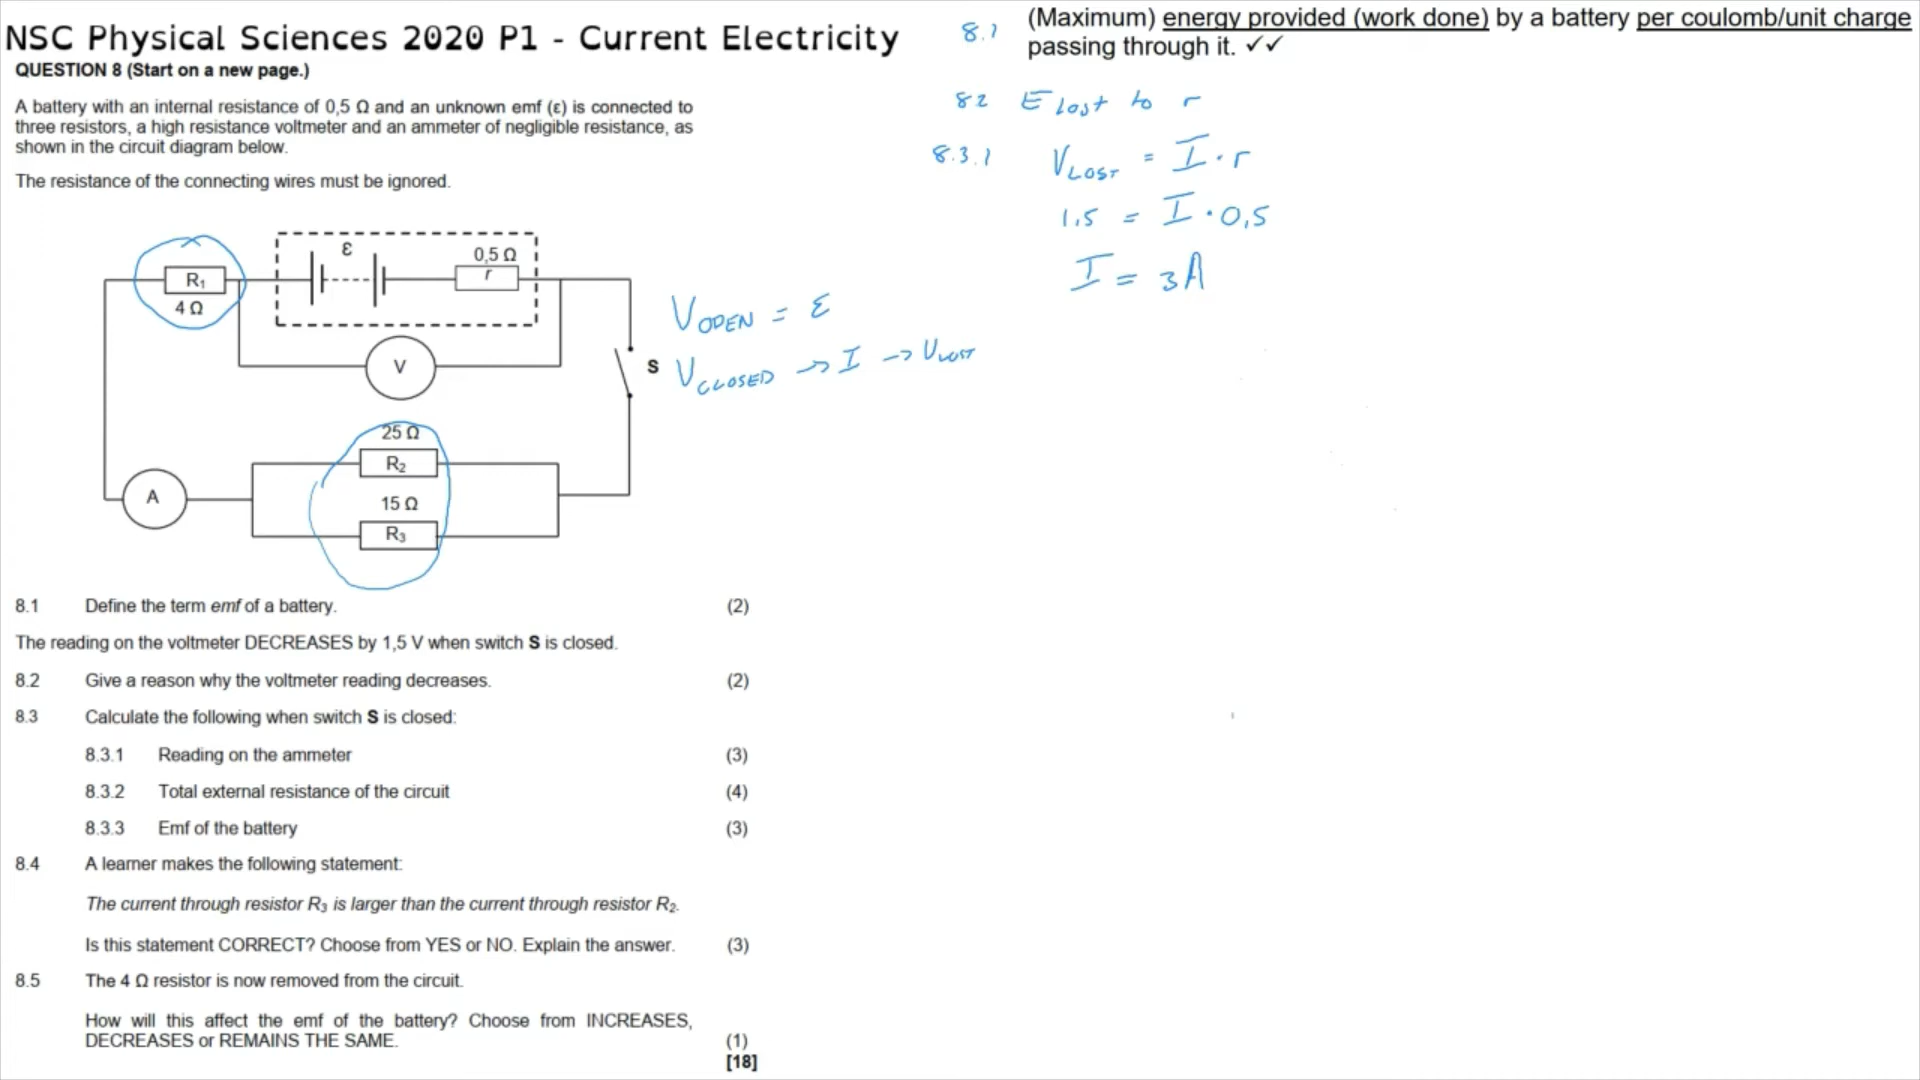 NSC Physical Sciences 2020 P1 - Current Electricity
QUESTION 8 (Start on a new page.)
A battery with an internal resistance of 0,5 Ω and an unknown emf (ε) is connected to
three resistors, a high resistance voltmeter and an ammeter of negligible resistance, as
shown in the circuit diagram below.
The resistance of the connecting wires must be ignored.
ε
0,5 Ω
r
R₁
4 Ω
V
S
25 Ω
R₂
15 Ω
R₃
A
8.1 Define the term emf of a battery. (2)
The reading on the voltmeter DECREASES by 1,5 V when switch S is closed.
8.2 Give a reason why the voltmeter reading decreases. (2)
8.3 Calculate the following when switch S is closed:
8.3.1 Reading on the ammeter (3)
8.3.2 Total external resistance of the circuit (4)
8.3.3 Emf of the battery (3)
8.4 A learner makes the following statement:
The current through resistor R₃ is larger than the current through resistor R₂.
Is this statement CORRECT? Choose from YES or NO. Explain the answer. (3)
8.5 The 4 Ω resistor is now removed from the circuit.
How will this affect the emf of the battery? Choose from INCREASES,
DECREASES or REMAINS THE SAME. (1)
[18]
8.1 (Maximum) energy provided (work done) by a battery per coulomb/unit charge
passing through it. ✓✓
82 E lost to r
8.3.1 V LOST = I · r
1,5 = I · 0,5
I = 3A
V OPEN = ε
V CLOSED → I → V LOST